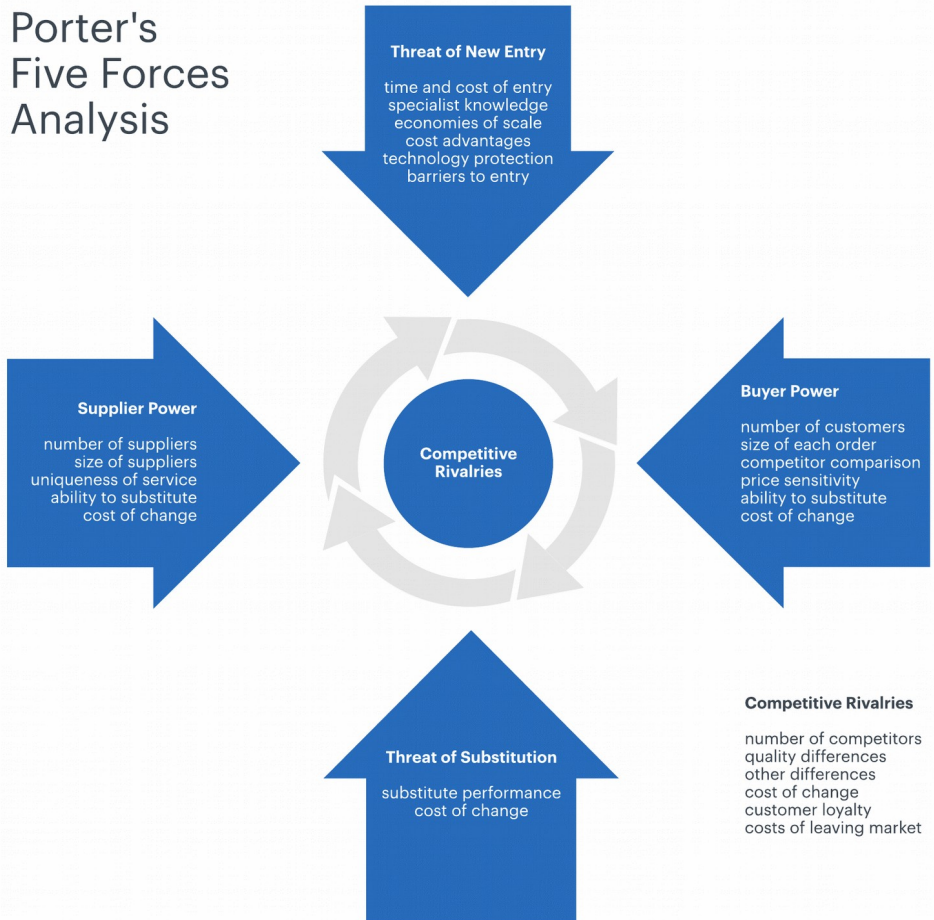 Porter's
Five Forces
Analysis
Threat of New Entry
time and cost of entry
specialist knowledge
economies of scale
cost advantages
technology protection
barriers to entry
Supplier Power
number of suppliers
size of suppliers
uniqueness of service
ability to substitute
cost of change
Competitive
Rivalries
Buyer Power
number of customers
size of each order
competitor comparison
price sensitivity
ability to substitute
cost of change
Threat of Substitution
substitute performance
cost of change
Competitive Rivalries
number of competitors
quality differences
other differences
cost of change
customer loyalty
costs of leaving market